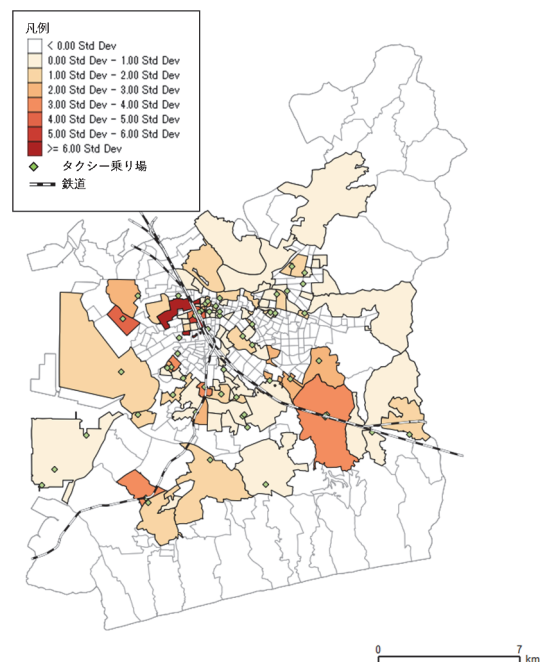 凡例
< 0.00 Std Dev
0.00 Std Dev - 1.00 Std Dev
1.00 Std Dev - 2.00 Std Dev
2.00 Std Dev - 3.00 Std Dev
3.00 Std Dev - 4.00 Std Dev
4.00 Std Dev - 5.00 Std Dev
5.00 Std Dev - 6.00 Std Dev
>= 6.00 Std Dev
タクシー乗り場
鉄道
0 7
km